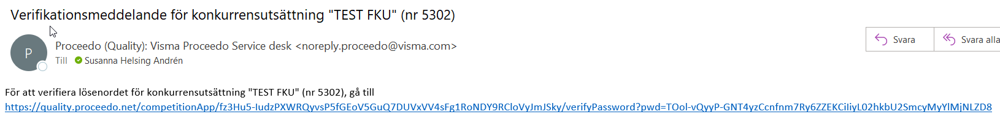 Verifikationsmeddelande för konkurrensutsättning "TEST FKU" (nr 5302)
P
Proceedo (Quality): Visma Proceedo Service desk <noreply.proceedo@visma.com>
Till Susanna Helsing Andrén
Svara
Svara alla
För att verifiera lösenordet för konkurrensutsättning "TEST FKU" (nr 5302), gå till
https://quality.proceedo.net/competitionApp/fz3Hu5-IudzPXWRQyvsP5fGEoV5GuQ7DUVxVV4sFg1RoNDY9RCloVyJmJSky/verifyPassword?pwd=TOol-vQyyP-GNT4yzCcnfnm7Ry6ZZEKCiIiyL02hkbU2SmcyMyYlMjNLZD8